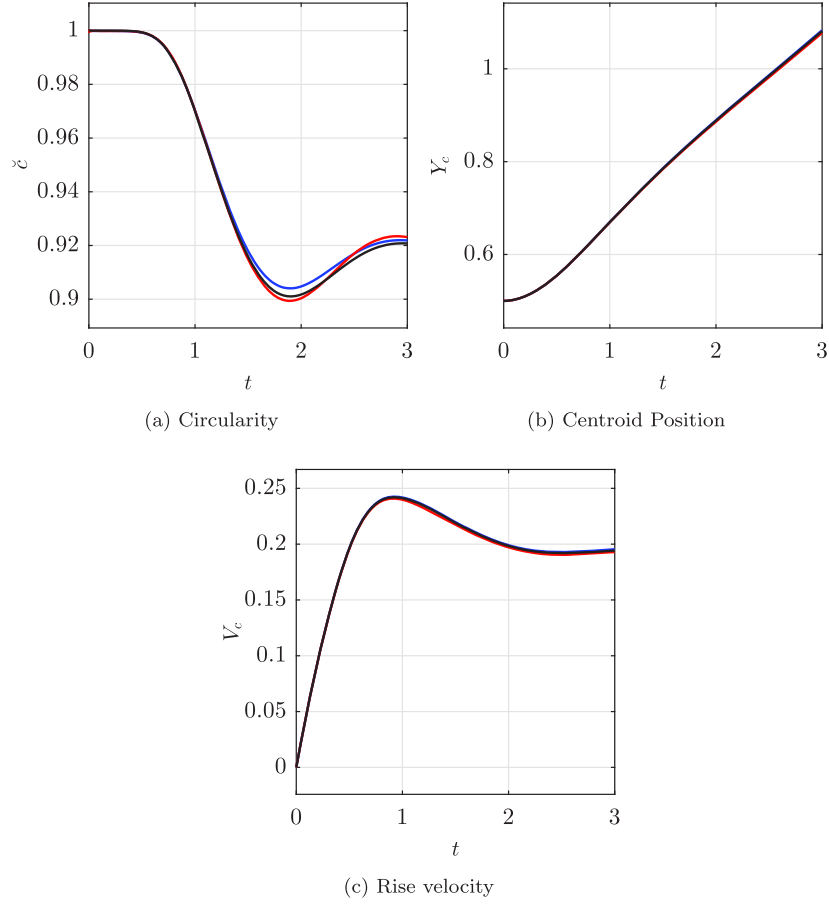 1
0.98
0.96
0.94
0.92
0.9
č̆
0 1 2 3
t
(a) Circularity
1
0.8
0.6
Y_c
0 1 2 3
t
(b) Centroid Position
0.25
0.2
0.15
0.1
0.05
0
V_c
0 1 2 3
t
(c) Rise velocity